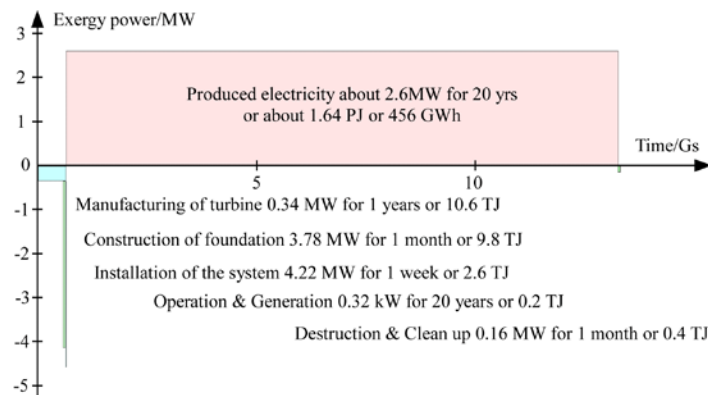 Exergy power/MW
3
2
Produced electricity about 2.6MW for 20 yrs
or about 1.64 PJ or 456 GWh
1
Time/Gs
0
5
10
Manufacturing of turbine 0.34 MW for 1 years or 10.6 TJ
-1
Construction of foundation 3.78 MW for 1 month or 9.8 TJ
-2
Installation of the system 4.22 MW for 1 week or 2.6 TJ
-3
Operation & Generation 0.32 kW for 20 years or 0.2 TJ
Destruction & Clean up 0.16 MW for 1 month or 0.4 TJ
-4
-5